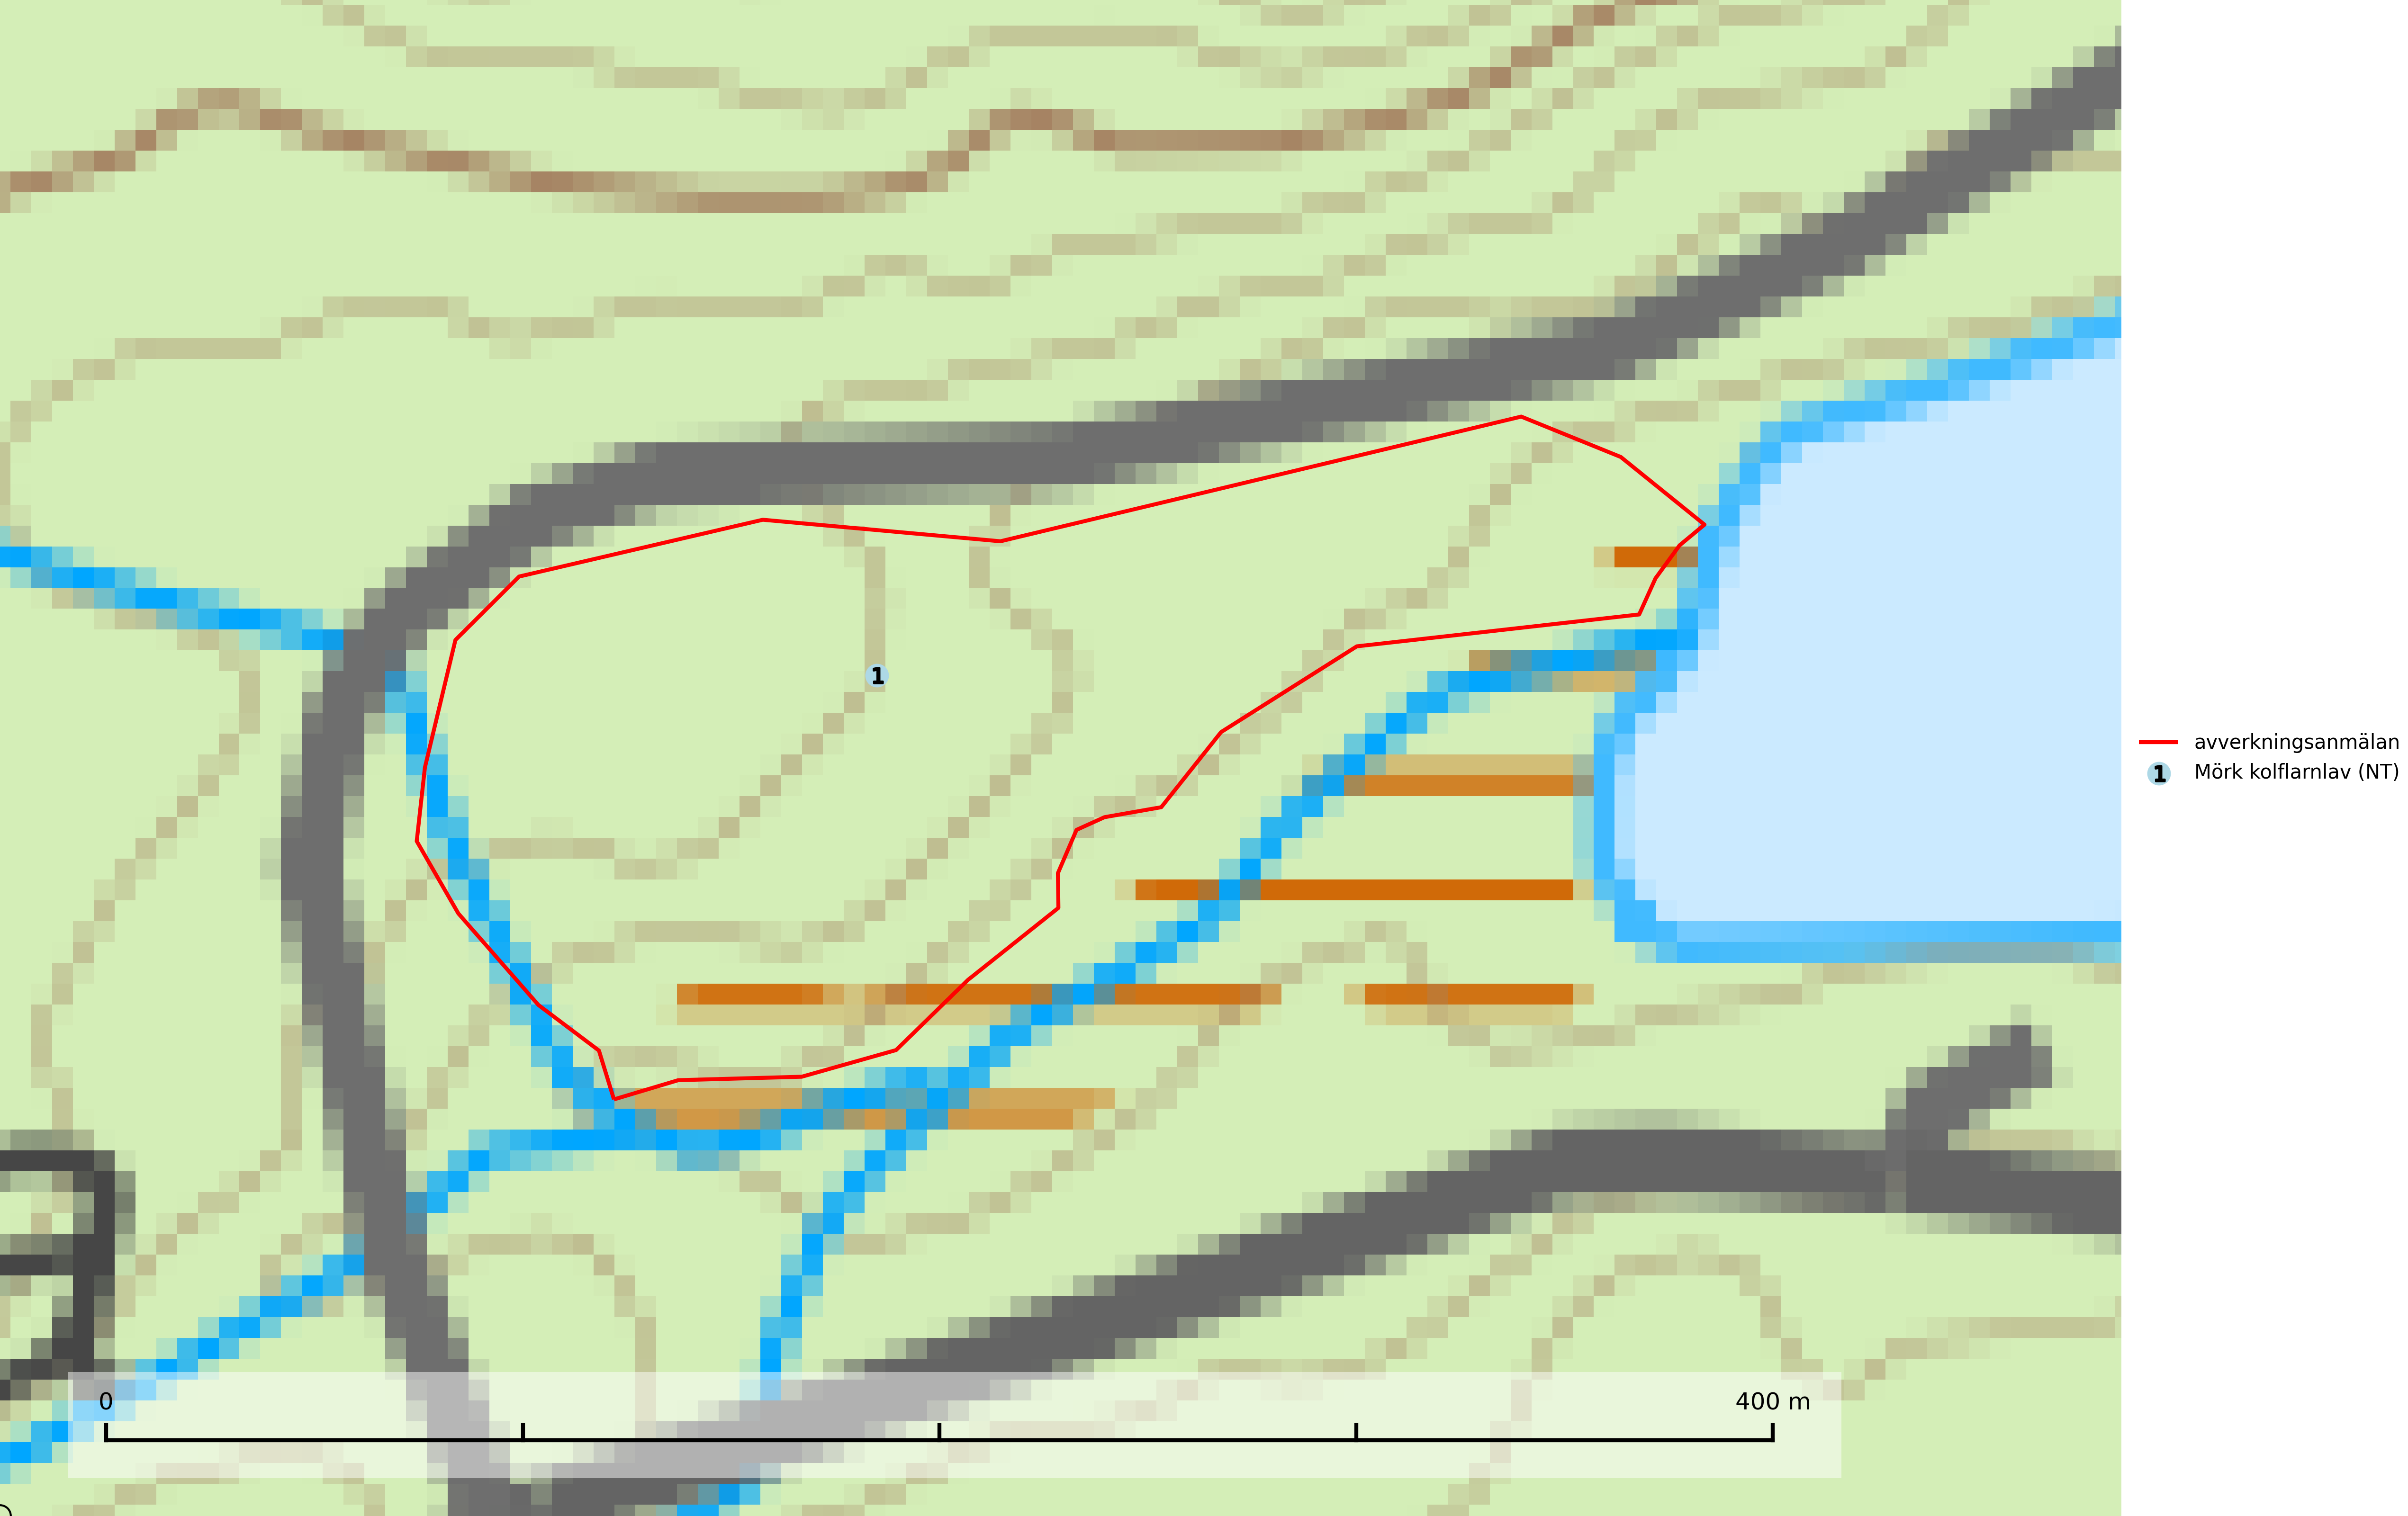 1
avverkningsanmälan
1 Mörk kolflarnlav (NT)
0 400 m